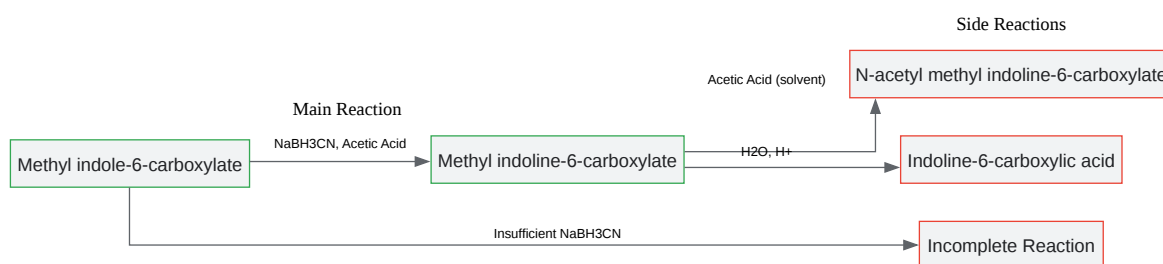 Side Reactions
Acetic Acid (solvent)
N-acetyl methyl indoline-6-carboxylate
Main Reaction
NaBH3CN, Acetic Acid
Methyl indole-6-carboxylate
Methyl indoline-6-carboxylate
H2O, H+
Indoline-6-carboxylic acid
Insufficient NaBH3CN
Incomplete Reaction